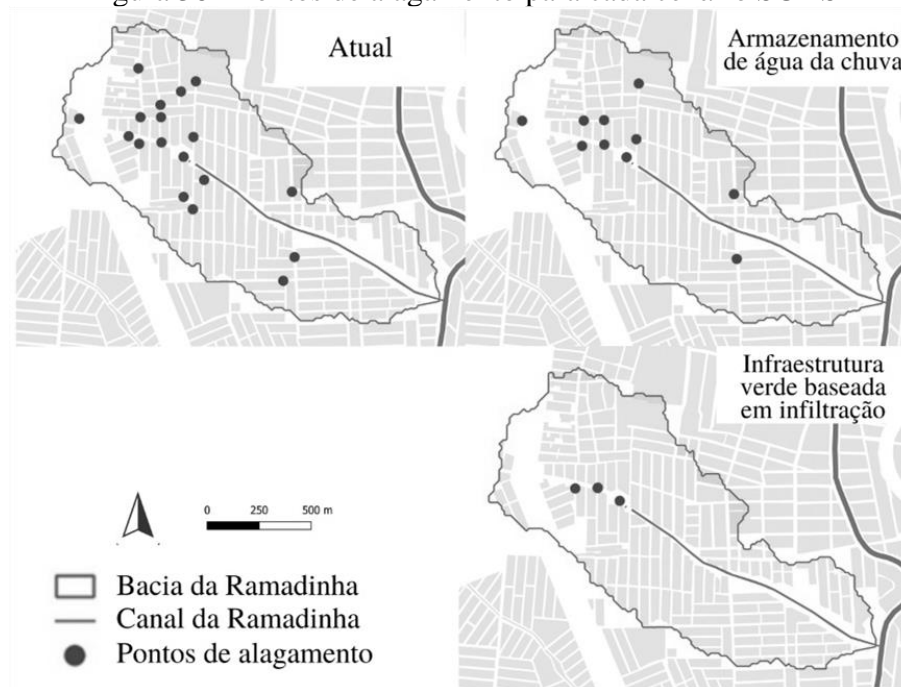 Atual
Armazenamento
de água da chuva
Infraestrutura
verde baseada
em infiltração
0 250 500 m
Bacia da Ramadinha
Canal da Ramadinha
Pontos de alagamento